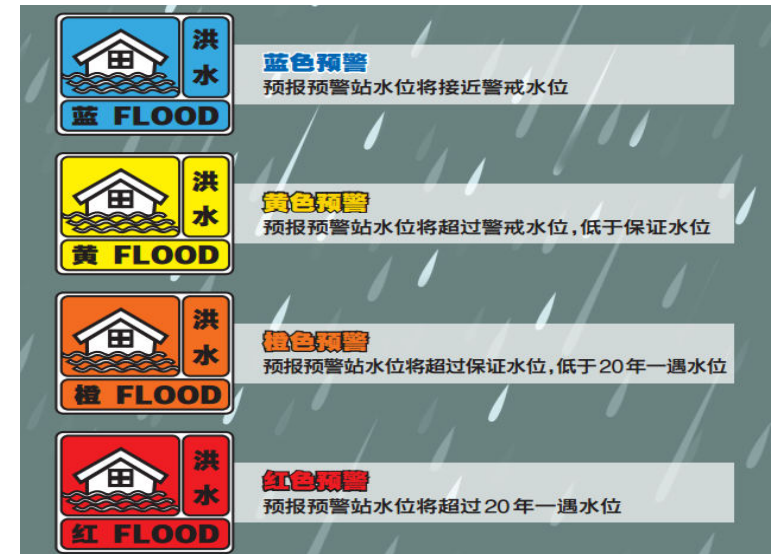 洪水
蓝 FLOOD
蓝色预警
预报预警站水位将接近警戒水位
洪水
黄 FLOOD
黄色预警
预报预警站水位将超过警戒水位,低于保证水位
洪水
橙 FLOOD
橙色预警
预报预警站水位将超过保证水位,低于20年一遇水位
洪水
红 FLOOD
红色预警
预报预警站水位将超过20年一遇水位